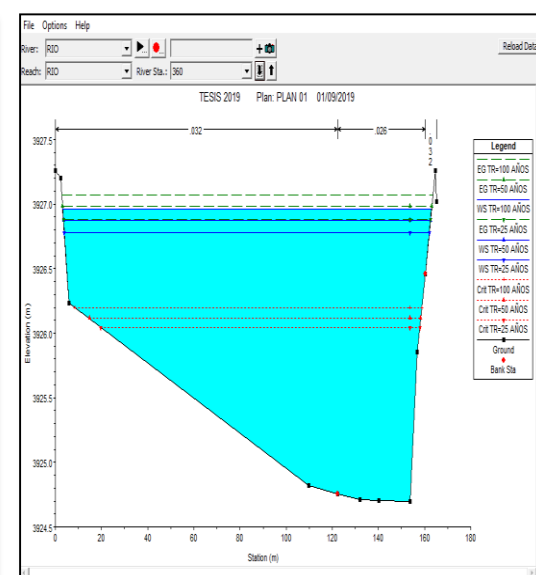 File Options Help
River: RIO
Reload Data
Reach: RIO River Sta.: 360
TESIS 2019 Plan: PLAN 01 01/09/2019
.032 .026 .032
3927.5
3927.0
3926.5
3926.0
3925.5
3925.0
3924.5
Elevation (m)
0 20 40 60 80 100 120 140 160 180
Station (m)
Legend
EG TR=100 AÑOS
EG TR=50 AÑOS
WS TR=100 AÑOS
EG TR=25 AÑOS
WS TR=50 AÑOS
WS TR=25 AÑOS
Crit TR=100 AÑOS
Crit TR=50 AÑOS
Crit TR=25 AÑOS
Ground
Bank Sta